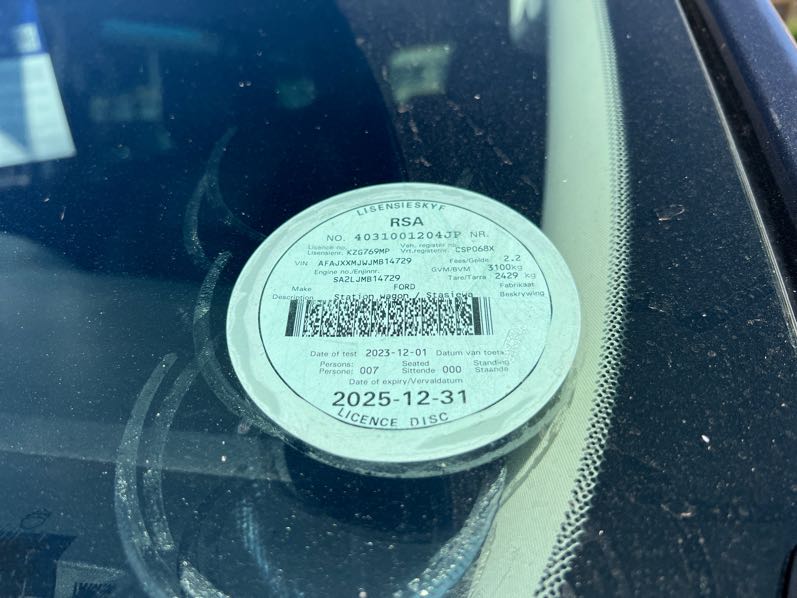 LISENSIESKYF
RSA
NO. 4031001204JP NR.
Licence no./ Lisensienr. KZG769MP Veh. register no./ Vrt.registernr. CSP068X
VIN AFAJXXMJWJMB14729 Fees/Gelde 2.2
Engine no./Enjinnr. SA2LJMB14729 GVM/BVM 3100kg
Tare/Tarra 2429 kg
Make FORD Fabrikaat
Description Station wagon / Stasiewa Beskrywing
Date of test 2023-12-01 Datum van toets
Persons: Persone: 007 Seated Sittende 000 Standing Staande
Date of expiry/Vervaldatum
2025-12-31
LICENCE DISC